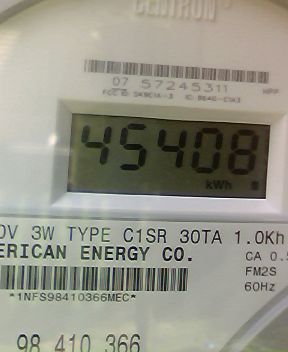 CENTRON
07 57245311
45408
kWh
0V 3W TYPE C1SR 30TA 1.0Kh
ERICAN ENERGY CO.
CA 0.5
FM2S
*1NFS98410366MEC*
60Hz
98 410 366